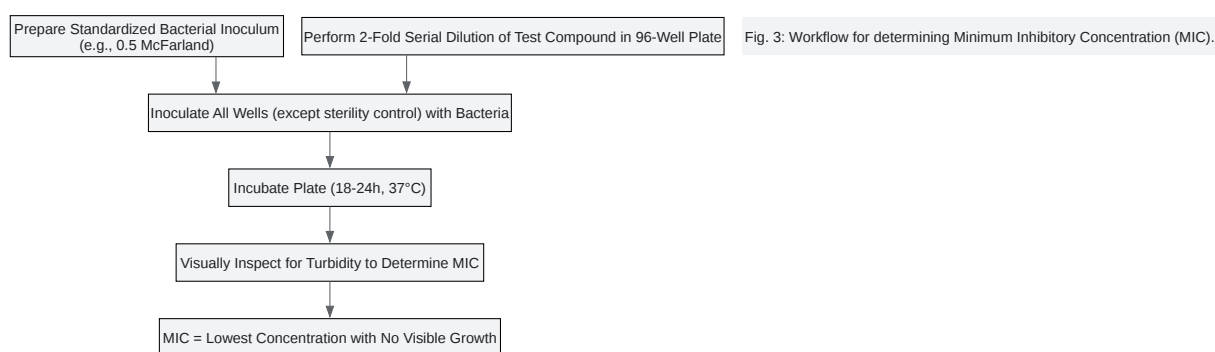 Prepare Standardized Bacterial Inoculum
(e.g., 0.5 McFarland)
Perform 2-Fold Serial Dilution of Test Compound in 96-Well Plate
Fig. 3: Workflow for determining Minimum Inhibitory Concentration (MIC).
Inoculate All Wells (except sterility control) with Bacteria
Incubate Plate (18-24h, 37°C)
Visually Inspect for Turbidity to Determine MIC
MIC = Lowest Concentration with No Visible Growth